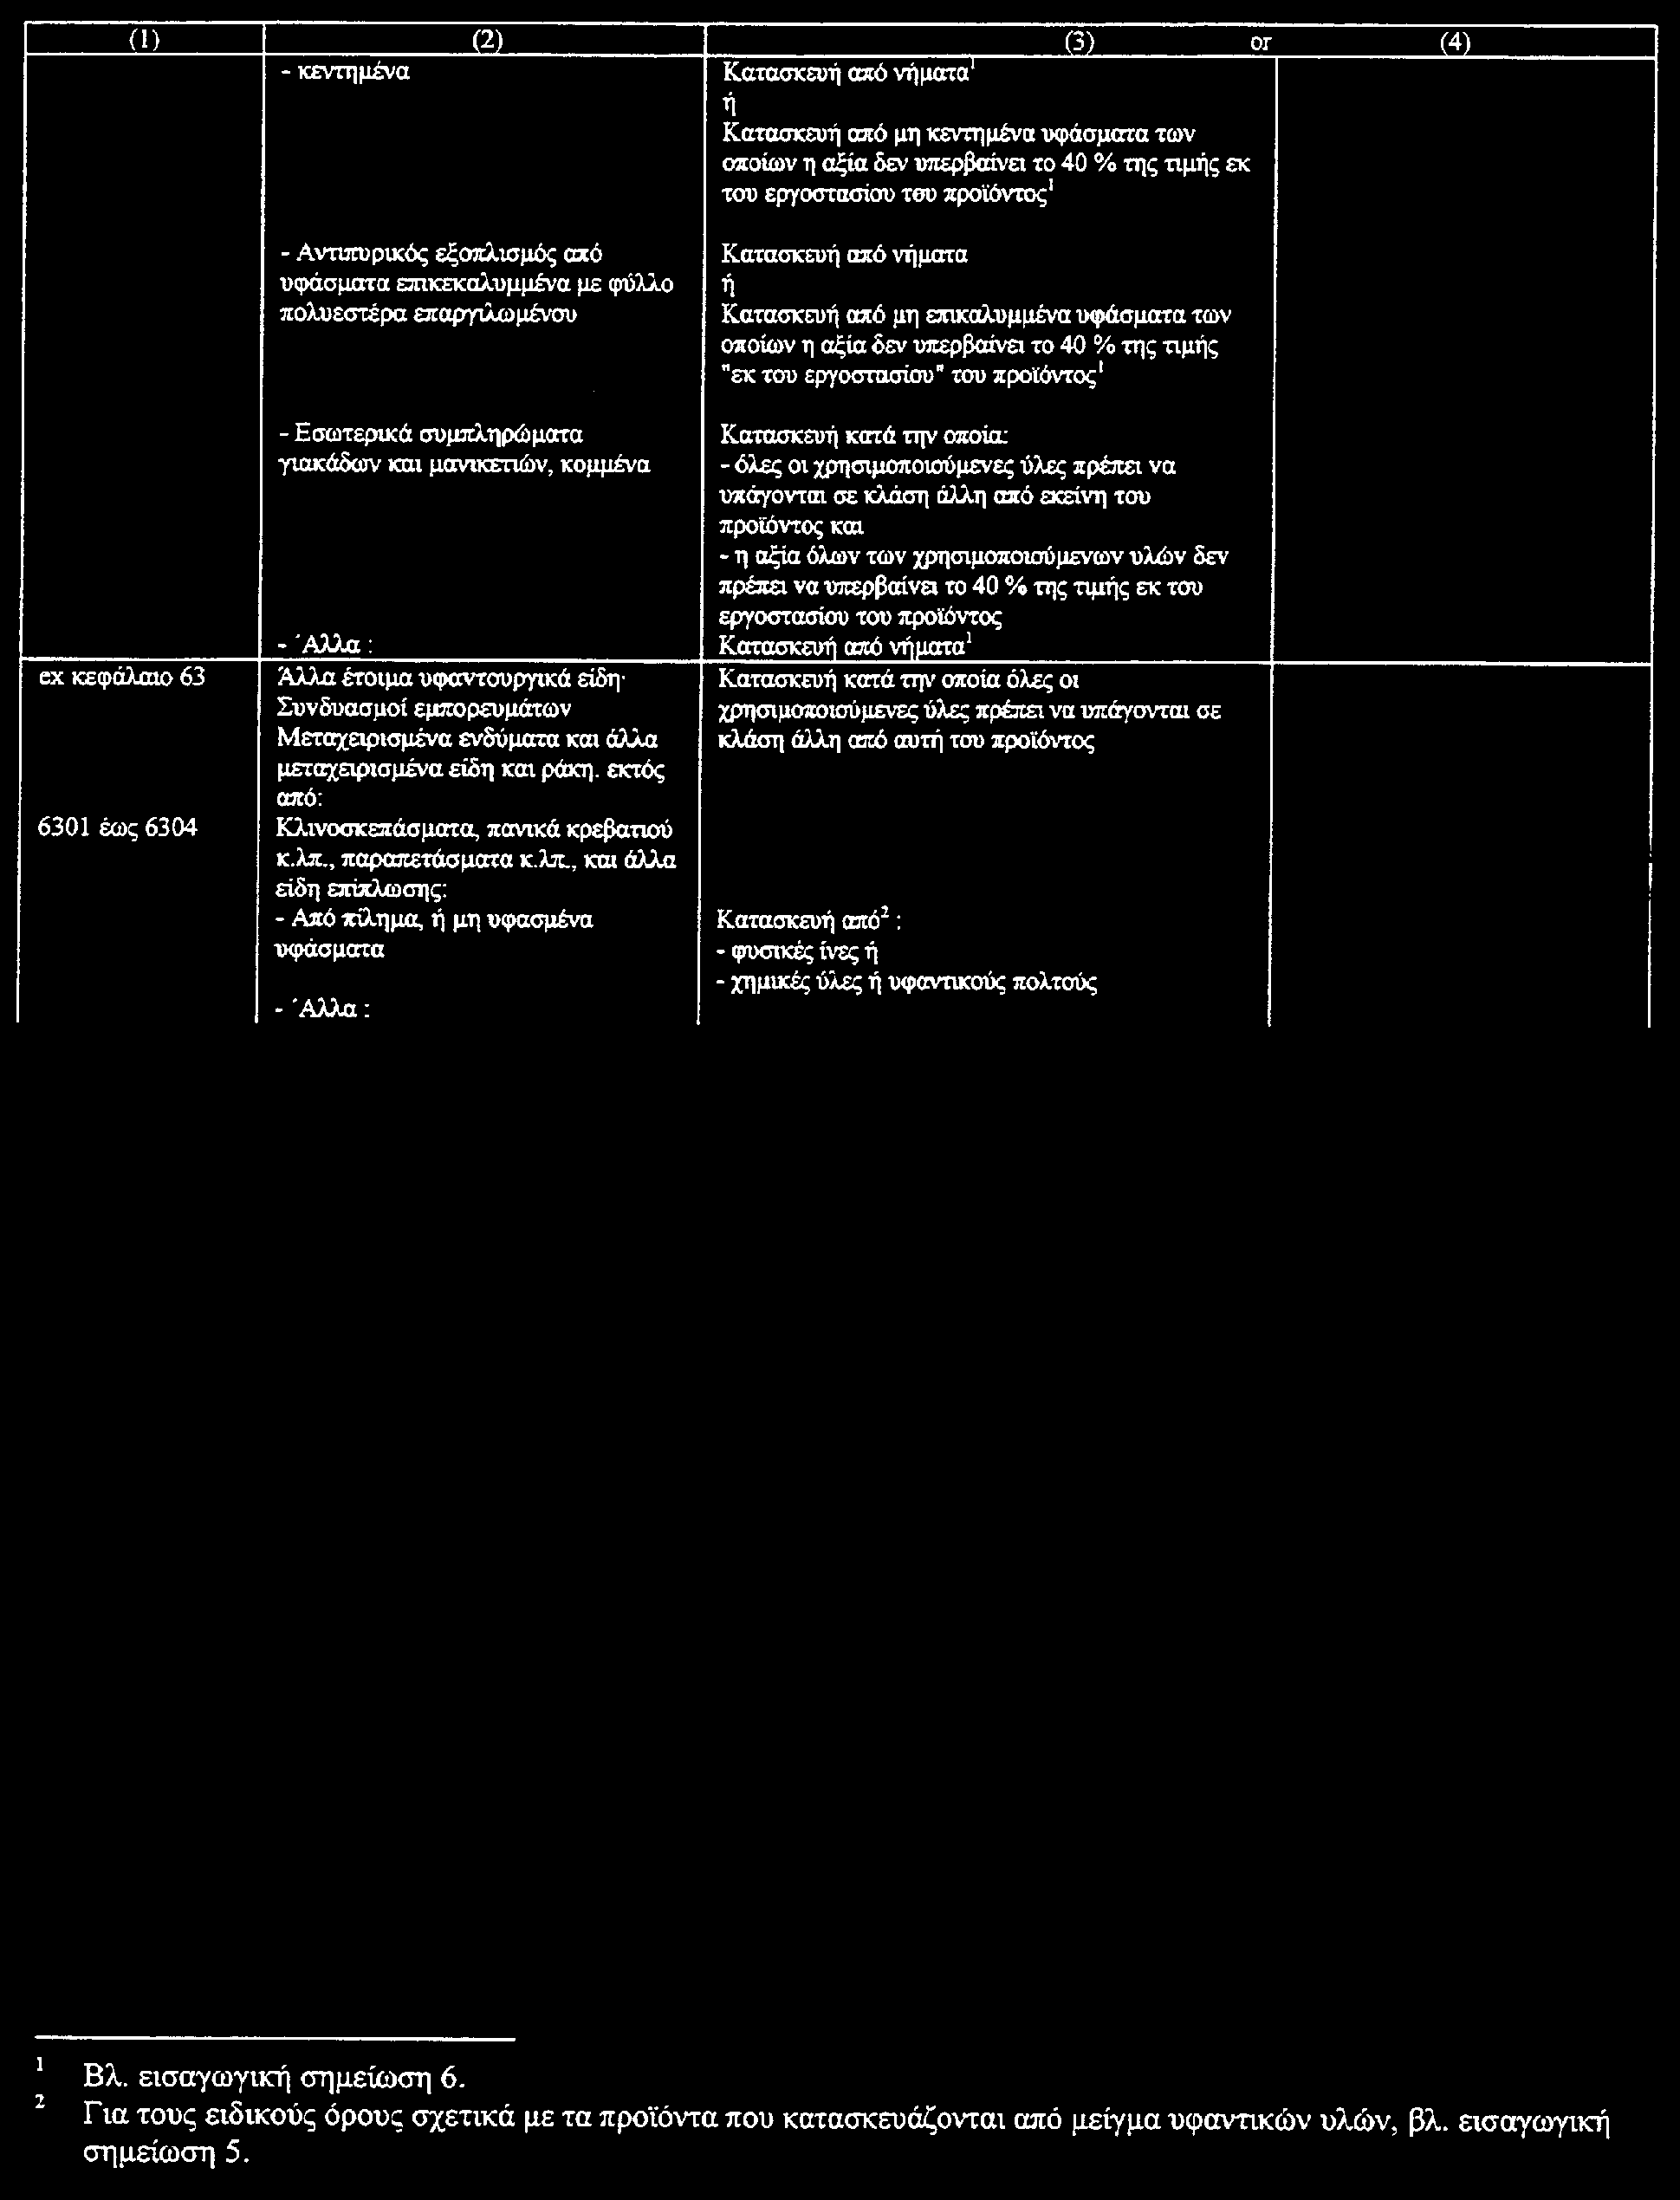 (1) (2) (3) or (4)
- κεντημένα
Κατασκευή από νήματα¹
ή
Κατασκευή από μη κεντημένα υφάσματα των
οποίων η αξία δεν υπερβαίνει το 40 % της τιμής εκ
του εργοστασίου του προϊόντος¹
- Αντιπυρικός εξοπλισμός από
υφάσματα επικεκαλυμμένα με φύλλο
πολυεστέρα επαργιλωμένου
Κατασκευή από νήματα
ή
Κατασκευή από μη επικαλυμμένα υφάσματα των
οποίων η αξία δεν υπερβαίνει το 40 % της τιμής
"εκ του εργοστασίου" του προϊόντος¹
- Εσωτερικά συμπληρώματα
γιακάδων και μανικετιών, κομμένα
Κατασκευή κατά την οποία:
- όλες οι χρησιμοποιούμενες ύλες πρέπει να
υπάγονται σε κλάση άλλη από εκείνη του
προϊόντος και
- η αξία όλων των χρησιμοποιούμενων υλών δεν
πρέπει να υπερβαίνει το 40 % της τιμής εκ του
εργοστασίου του προϊόντος
- Άλλα :
Κατασκευή από νήματα¹
ex κεφάλαιο 63
Άλλα έτοιμα υφαντουργικά είδη·
Συνδυασμοί εμπορευμάτων
Μεταχειρισμένα ενδύματα και άλλα
μεταχειρισμένα είδη και ράκη. εκτός
από:
Κατασκευή κατά την οποία όλες οι
χρησιμοποιούμενες ύλες πρέπει να υπάγονται σε
κλάση άλλη από αυτή του προϊόντος
6301 έως 6304
Κλινοσκεπάσματα, πανικά κρεβατιού
κ.λπ., παραπετάσματα κ.λπ., και άλλα
είδη επίπλωσης:
- Από πίλημα, ή μη υφασμένα
υφάσματα
Κατασκευή από² :
- φυσικές ίνες ή
- χημικές ύλες ή υφαντικούς πολτούς
- Άλλα :
¹ Βλ. εισαγωγική σημείωση 6.
² Για τους ειδικούς όρους σχετικά με τα προϊόντα που κατασκευάζονται από μείγμα υφαντικών υλών, βλ. εισαγωγική
σημείωση 5.